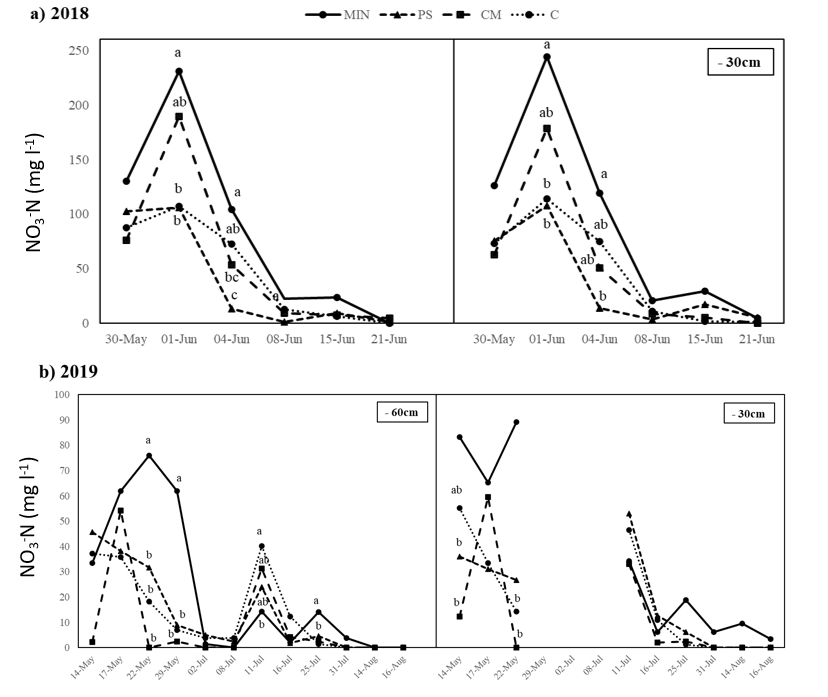 a) 2018
MIN PS CM C
250
200
150
100
50
0
NO3-N (mg l-1)
a
ab
b
b
a
ab
bc
c
a
- 30cm
a
ab
b
b
a
ab
ab
b
30-May 01-Jun 04-Jun 08-Jun 15-Jun 21-Jun
30-May 01-Jun 04-Jun 08-Jun 15-Jun 21-Jun
b) 2019
100
90
80
70
60
50
40
30
20
10
0
NO3-N (mg l-1)
- 60cm
a
a
b
b
b
b
b
a
ab
ab
b
a
b
- 30cm
ab
b
b
b
b
14-May 17-May 22-May 29-May 02-Jul 08-Jul 11-Jul 16-Jul 25-Jul 31-Jul 14-Aug 16-Aug
14-May 17-May 22-May 29-May 02-Jul 08-Jul 11-Jul 16-Jul 25-Jul 31-Jul 14-Aug 16-Aug